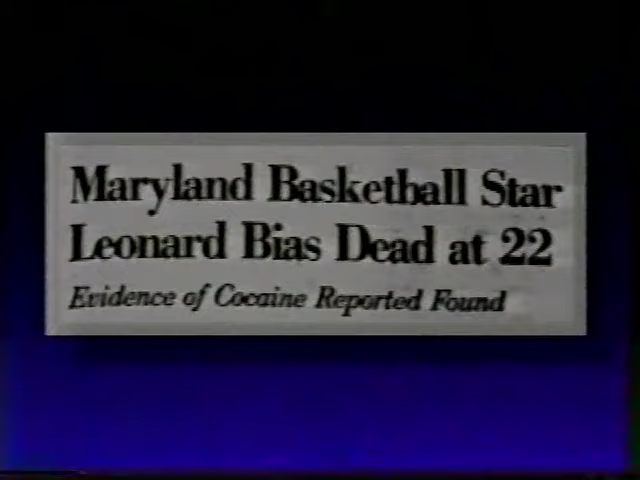 Maryland Basketball Star
Leonard Bias Dead at 22
Evidence of Cocaine Reported Found